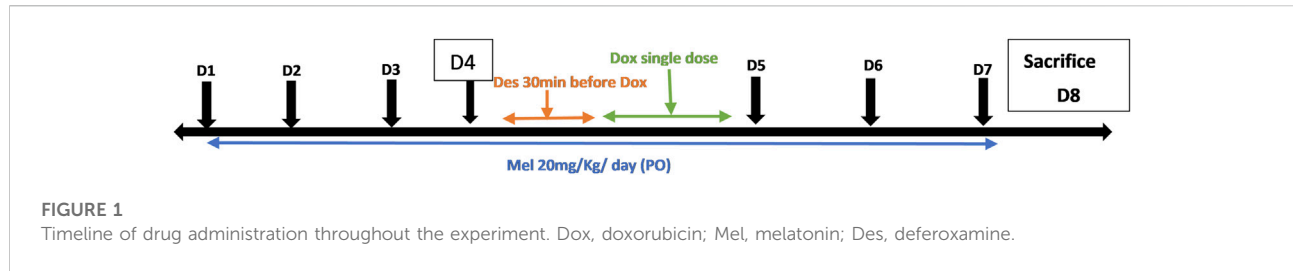 D1
D2
D3
D4
Des 30min before Dox
Dox single dose
D5
D6
D7
Sacrifice
D8
Mel 20mg/Kg/ day (PO)
FIGURE 1
Timeline of drug administration throughout the experiment. Dox, doxorubicin; Mel, melatonin; Des, deferoxamine.